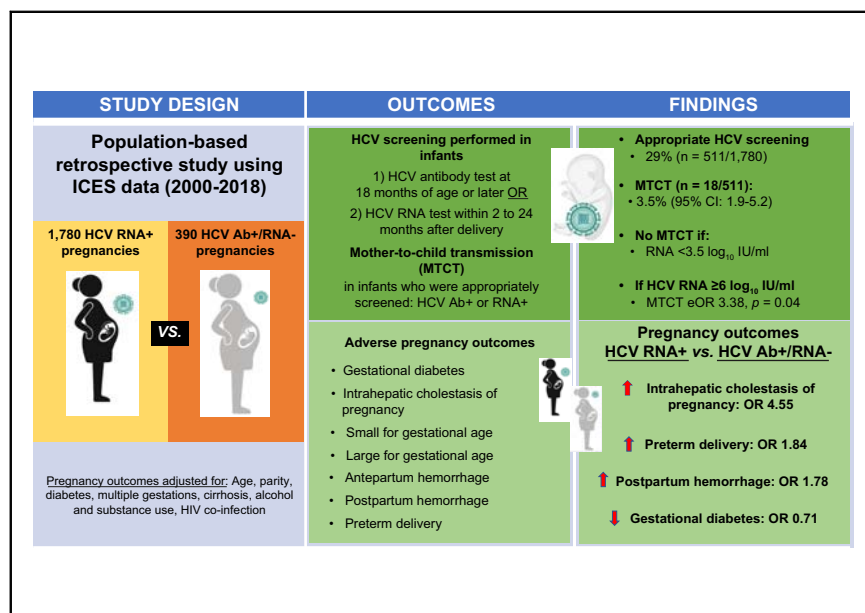 STUDY DESIGN
Population-based
retrospective study using
ICES data (2000-2018)
1,780 HCV RNA+
pregnancies
390 HCV Ab+/RNA-
pregnancies
VS.
Pregnancy outcomes adjusted for: Age, parity,
diabetes, multiple gestations, cirrhosis, alcohol
and substance use, HIV co-infection
OUTCOMES
HCV screening performed in
infants
1) HCV antibody test at
18 months of age or later OR
2) HCV RNA test within 2 to 24
months after delivery
Mother-to-child transmission
(MTCT)
in infants who were appropriately
screened: HCV Ab+ or RNA+
Adverse pregnancy outcomes
• Gestational diabetes
• Intrahepatic cholestasis of
pregnancy
• Small for gestational age
• Large for gestational age
• Antepartum hemorrhage
• Postpartum hemorrhage
• Preterm delivery
FINDINGS
• Appropriate HCV screening
• 29% (n = 511/1,780)
• MTCT (n = 18/511):
• 3.5% (95% CI: 1.9-5.2)
• No MTCT if:
• RNA <3.5 log10 IU/ml
• If HCV RNA ≥6 log10 IU/ml
• MTCT eOR 3.38, p = 0.04
Pregnancy outcomes
HCV RNA+ vs. HCV Ab+/RNA-
Intrahepatic cholestasis of
pregnancy: OR 4.55
Preterm delivery: OR 1.84
Postpartum hemorrhage: OR 1.78
Gestational diabetes: OR 0.71